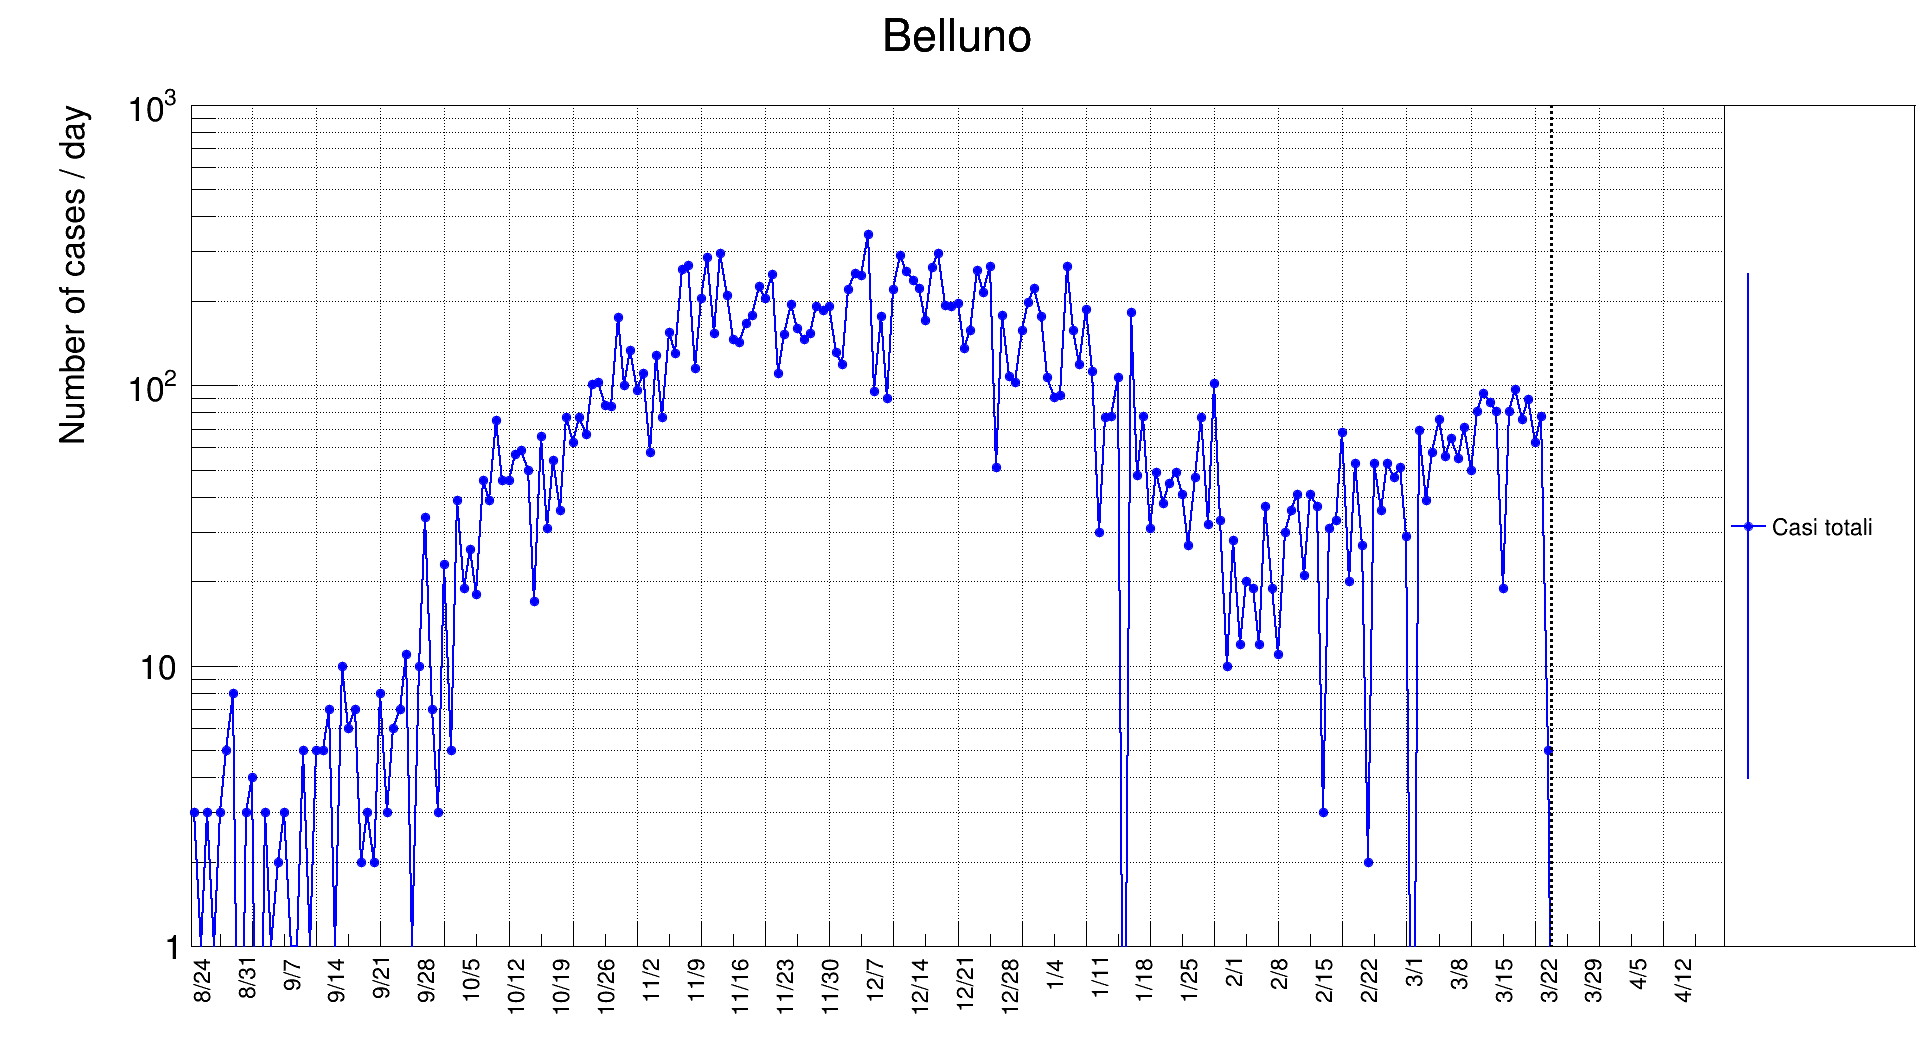 Belluno
Number of cases / day
10³
10²
10
1
8/24 8/31 9/7 9/14 9/21 9/28 10/5 10/12 10/19 10/26 11/2 11/9 11/16 11/23 11/30 12/7 12/14 12/21 12/28 1/4 1/11 1/18 1/25 2/1 2/8 2/15 2/22 3/1 3/8 3/15 3/22 3/29 4/5 4/12
Casi totali